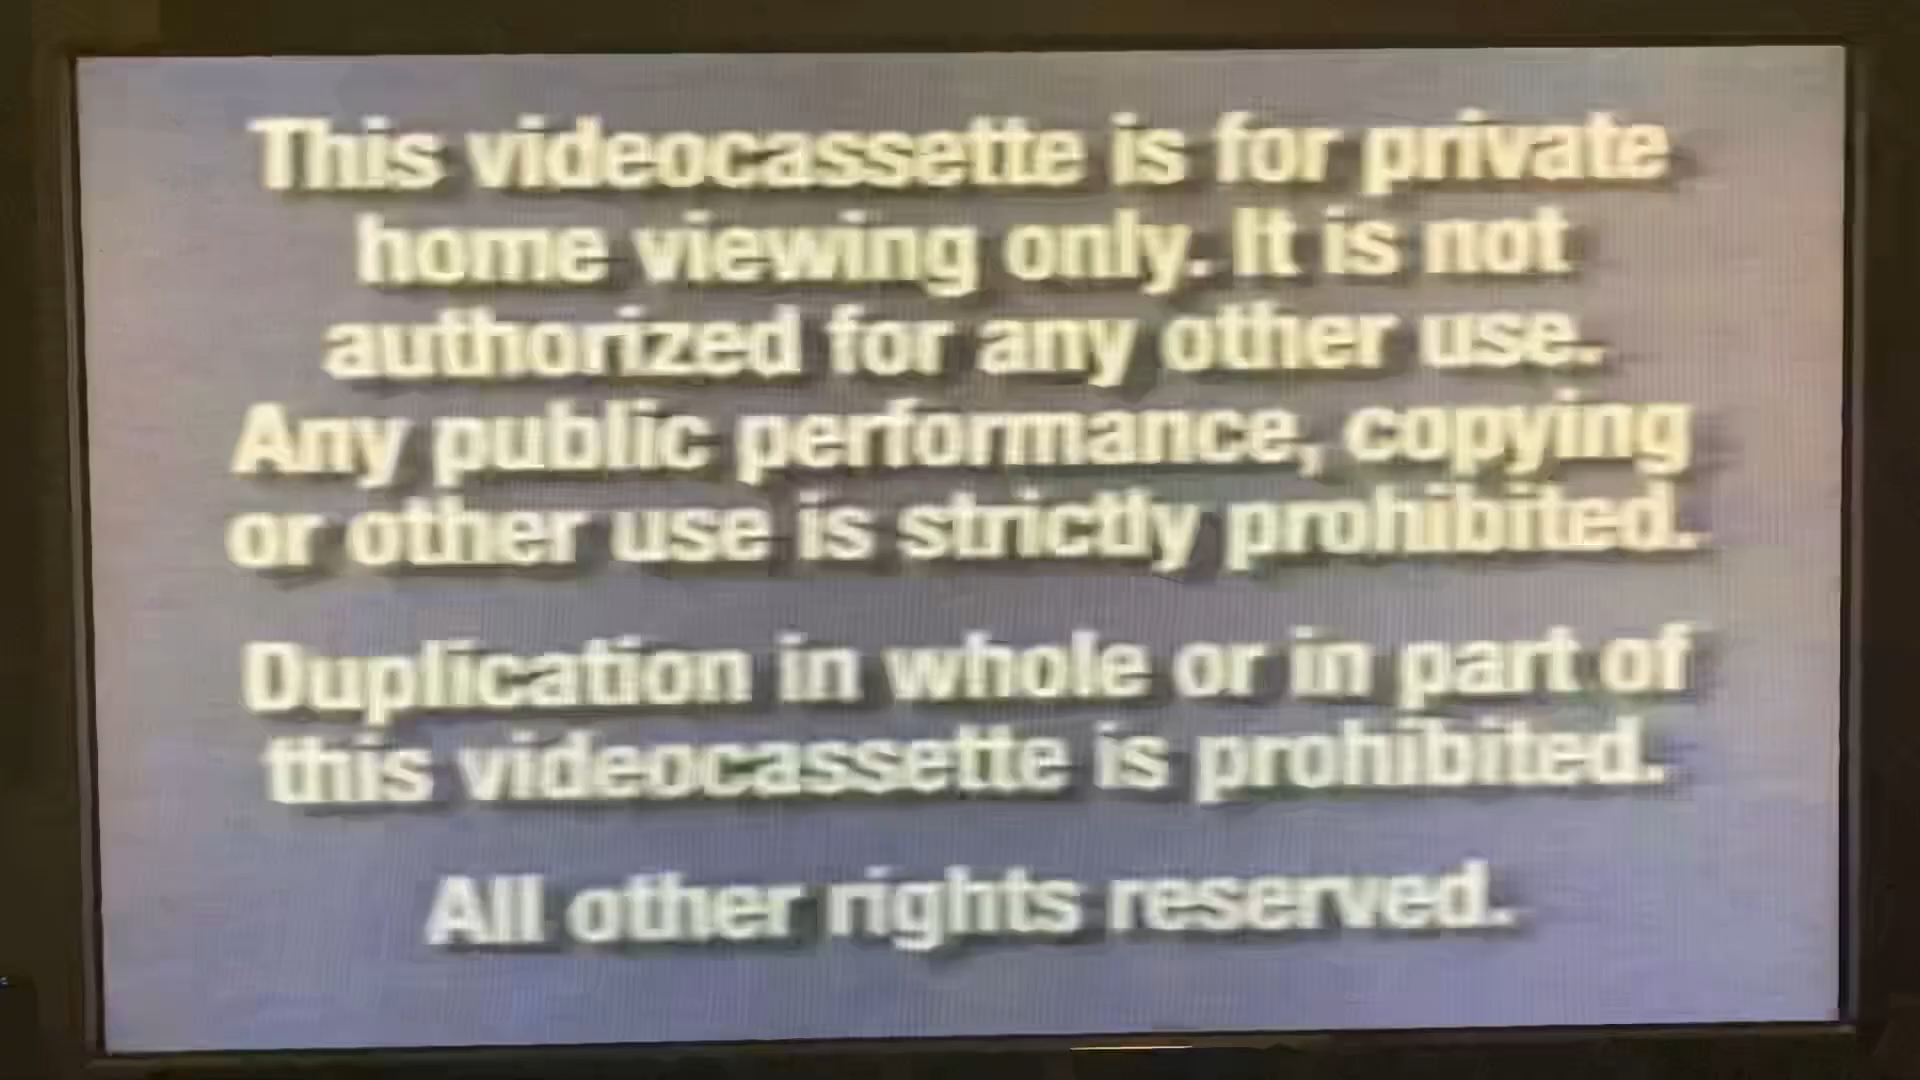 This videocassette is for private
home viewing only. It is not
authorized for any other use.
Any public performance, copying
or other use is strictly prohibited.
Duplication in whole or in part of
this videocassette is prohibited.
All other rights reserved.